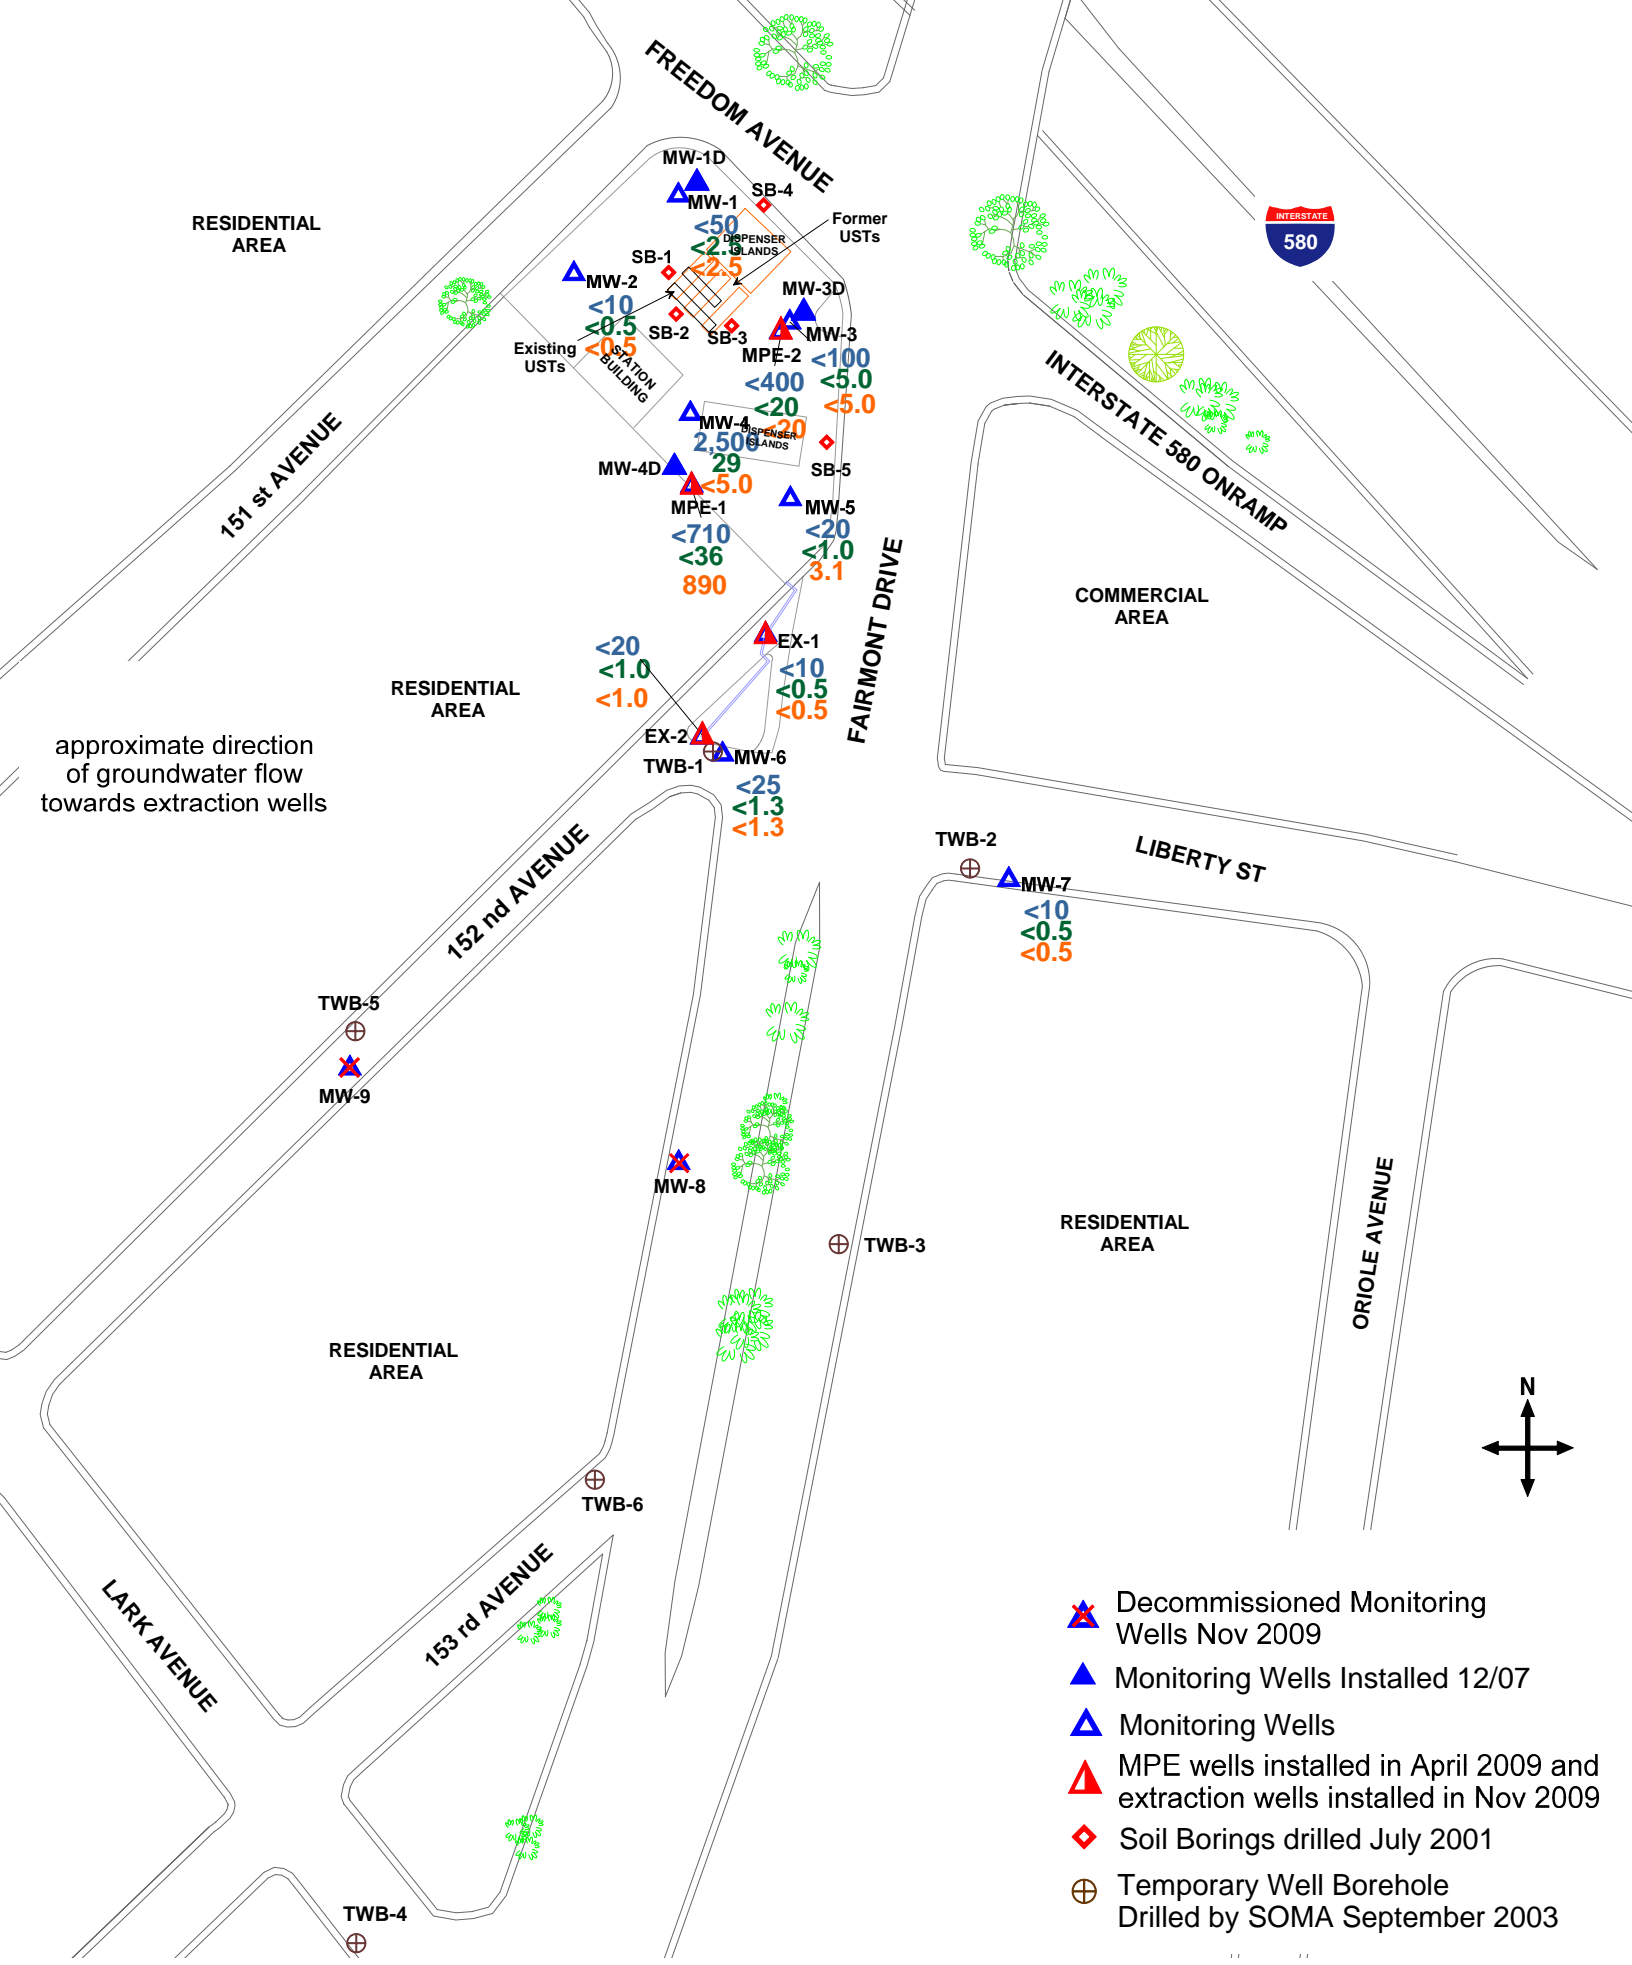 FREEDOM AVENUE
MW-1D
MW-1
<50
<2.5
<2.5
SB-4
Former
USTs
DISPENSER
ISLANDS
RESIDENTIAL
AREA
INTERSTATE
580
SB-1
MW-2
<10
<0.5
<0.5
SB-2
SB-3
Existing
USTs
STATION
BUILDING
MW-3D
MW-3
<100
<5.0
<5.0
MPE-2
<400
<20
<20
INTERSTATE 580 ONRAMP
MW-4
2,500
29
<5.0
DISPENSER
ISLANDS
SB-5
MW-4D
MPE-1
<710
<36
890
MW-5
<20
<1.0
3.1
151 st AVENUE
FAIRMONT DRIVE
COMMERCIAL
AREA
<20
<1.0
<1.0
EX-1
<10
<0.5
<0.5
RESIDENTIAL
AREA
EX-2
TWB-1
MW-6
<25
<1.3
<1.3
approximate direction
of groundwater flow
towards extraction wells
152 nd AVENUE
TWB-2
LIBERTY ST
MW-7
<10
<0.5
<0.5
TWB-5
MW-9
MW-8
TWB-3
RESIDENTIAL
AREA
ORIOLE AVENUE
RESIDENTIAL
AREA
N
TWB-6
153 rd AVENUE
LARK AVENUE
TWB-4
Decommissioned Monitoring
Wells Nov 2009
Monitoring Wells Installed 12/07
Monitoring Wells
MPE wells installed in April 2009 and
extraction wells installed in Nov 2009
Soil Borings drilled July 2001
Temporary Well Borehole
Drilled by SOMA September 2003